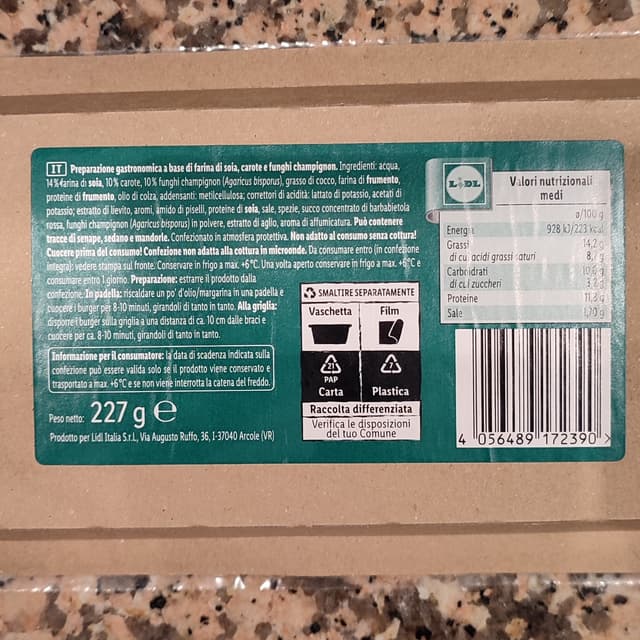 IT Preparazione gastronomica a base di farina di soia, carote e funghi champignon. Ingredienti: acqua,
14% farina di soia, 10% carote, 10% funghi champignon (Agaricus bisporus), grasso di cocco, farina di frumento,
proteine di frumento, olio di colza, addensanti: metilcellulosa; correttori di acidità: lattato di potassio, acetati di
potassio; estratto di lievito, aromi, amido di piselli, proteine di soia, sale, spezie, succo concentrato di barbabietola
rossa, funghi champignon (Agaricus bisporus) in polvere, estratto di aglio, aroma di affumicatura. Può contenere
tracce di senape, sedano e mandorle. Confezionato in atmosfera protettiva. Non adatto al consumo senza cottura!
Cuocere prima del consumo! Confezione non adatta alla cottura in microonde. Da consumare entro (in confezione
integra): vedere stampa sul fronte. Conservare in frigo a max. +6°C. Una volta aperto conservare in frigo a max. +6°C e
consumare entro 1 giorno. Preparazione: estrarre il prodotto dalla
confezione. In padella: riscaldare un po' d'olio/margarina in una padella e
cuocere i burger per 8-10 minuti, girandoli di tanto in tanto. Alla griglia:
disporre i burger sulla griglia a una distanza di ca. 10 cm dalle braci e
cuocere per ca. 8-10 minuti, girandoli di tanto in tanto.
Informazione per il consumatore: la data di scadenza indicata sulla
confezione può essere valida solo se il prodotto viene conservato e
trasportato a max. +6°C e se non viene interrotta la catena del freddo.
Peso netto: 227 g e
Prodotto per Lidl Italia S.r.l., Via Augusto Ruffo, 36, I-37040 Arcole (VR)
SMALTIRE SEPARATAMENTE
Vaschetta Film
21 7
PAP
Carta Plastica
Raccolta differenziata
Verifica le disposizioni
del tuo Comune
LIDL
Valori nutrizionali
medi
ø/100 g
Energia 928 kJ/223 kcal
Grassi 14,2 g
di cui acidi grassi saturi g
Carboidrati g
di cui zuccheri 3,2 g
Proteine 11,8 g
Sale 1,70 g
4 056489 172390 >